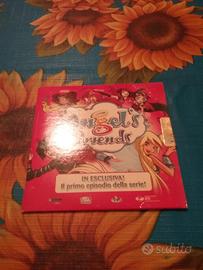 Angel's
Friends
IN ESCLUSIVA!
Il primo episodio della serie!
subito